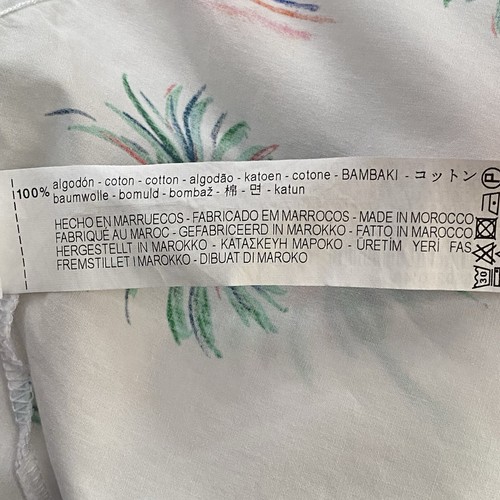 100% algodón - coton - cotton - algodão - katoen - cotone - BAMBAKI - コットン
baumwolle - bomuld - bombaž - 棉 - 면 - katun
HECHO EN MARRUECOS - FABRICADO EM MARROCOS - MADE IN MOROCCO
FABRIQUÉ AU MAROC - GEFABRICEERD IN MAROKKO - FATTO IN MAROCCO
HERGESTELLT IN MAROKKO - ΚΑΤΑΣΚΕΥΗ ΜΑΡΟΚΟ - ÜRETİM YERİ FAS
FREMSTILLET I MAROKKO - DIBUAT DI MAROKO
30